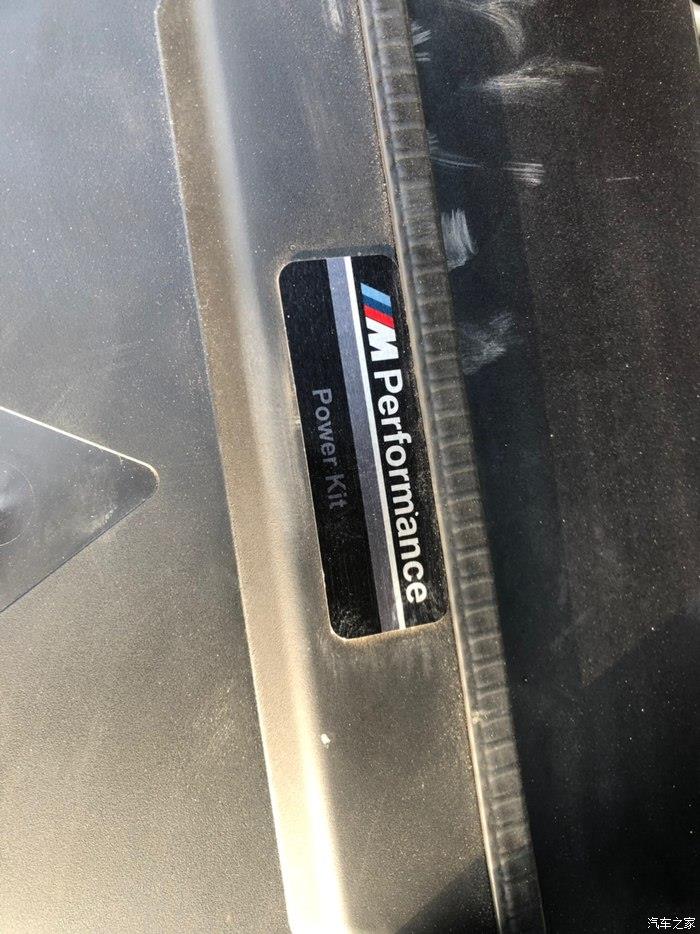 M Performance
Power Kit
汽车之家